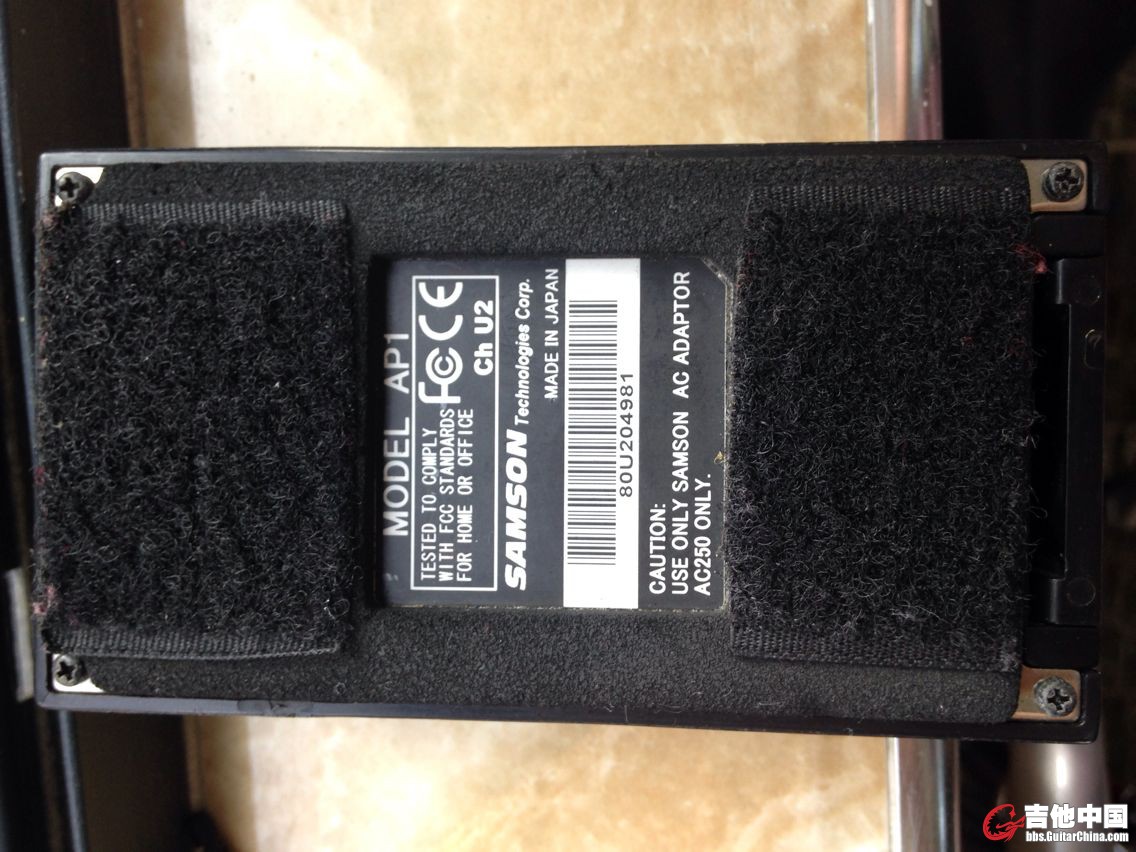 MODEL AP1
TESTED TO COMPLY
WITH FCC STANDARDS
FOR HOME OR OFFICE
FC CE
Ch U2
SAMSON Technologies Corp.
MADE IN JAPAN
80U204981
CAUTION:
USE ONLY SAMSON AC ADAPTOR
AC250 ONLY.
吉他中国
bbs.GuitarChina.com